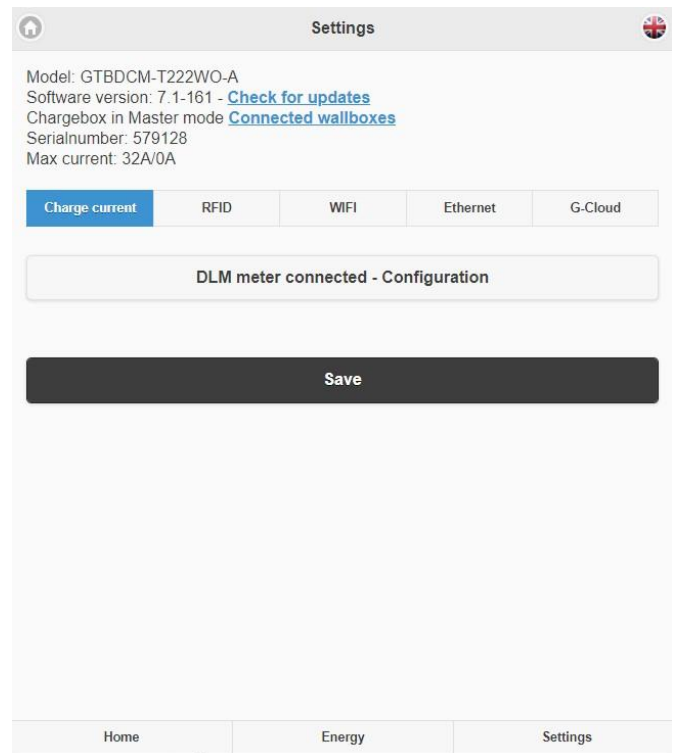 Settings
Model: GTBDCM-T222WO-A
Software version: 7.1-161 - Check for updates
Chargebox in Master mode Connected wallboxes
Serialnumber: 579128
Max current: 32A/0A
Charge current RFID WIFI Ethernet G-Cloud
DLM meter connected - Configuration
Save
Home Energy Settings